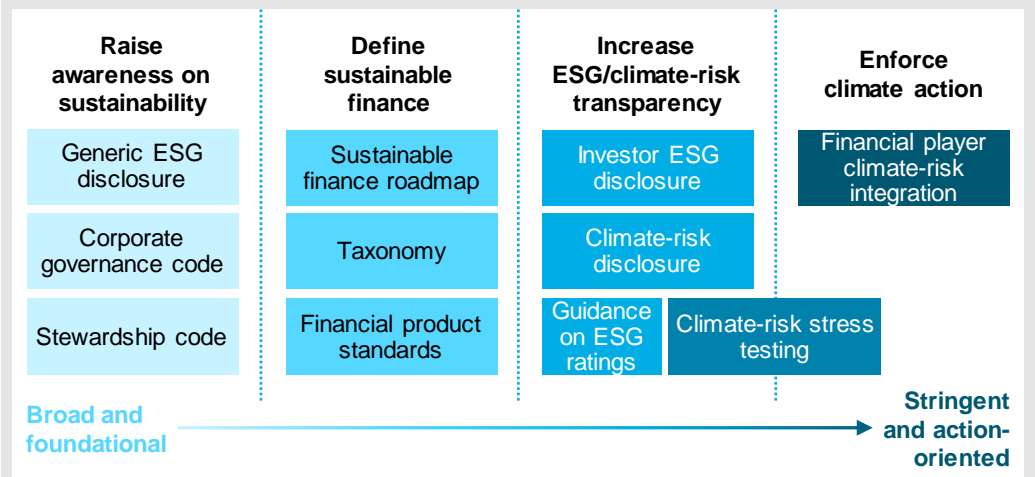 Raise
awareness on
sustainability
Define
sustainable
finance
Increase
ESG/climate-risk
transparency
Enforce
climate action
Generic ESG
disclosure
Sustainable
finance roadmap
Investor ESG
disclosure
Financial player
climate-risk
integration
Corporate
governance code
Taxonomy
Climate-risk
disclosure
Stewardship code
Financial product
standards
Guidance
on ESG
ratings
Climate-risk stress
testing
Broad and
foundational
Stringent
and action-
oriented